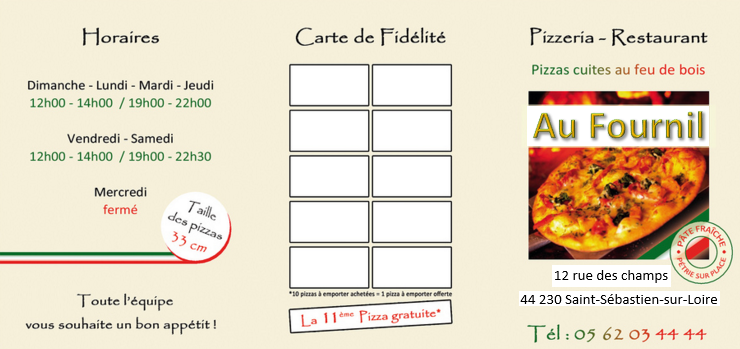 Horaires
Dimanche - Lundi - Mardi - Jeudi
12h00 - 14h00 / 19h00 - 22h00
Vendredi - Samedi
12h00 - 14h00 / 19h00 - 22h30
Mercredi
fermé
Taille
des pizzas
33 cm
Toute l'équipe
vous souhaite un bon appétit !
Carte de Fidélité
*10 pizzas à emporter achetées = 1 pizza à emporter offerte
La 11ème Pizza gratuite*
Pizzeria - Restaurant
Pizzas cuites au feu de bois
Au Fournil
PÂTE FRAÎCHE
PÉTRIE SUR PLACE
12 rue des champs
44 230 Saint-Sébastien-sur-Loire
Tél : 05 62 03 44 44